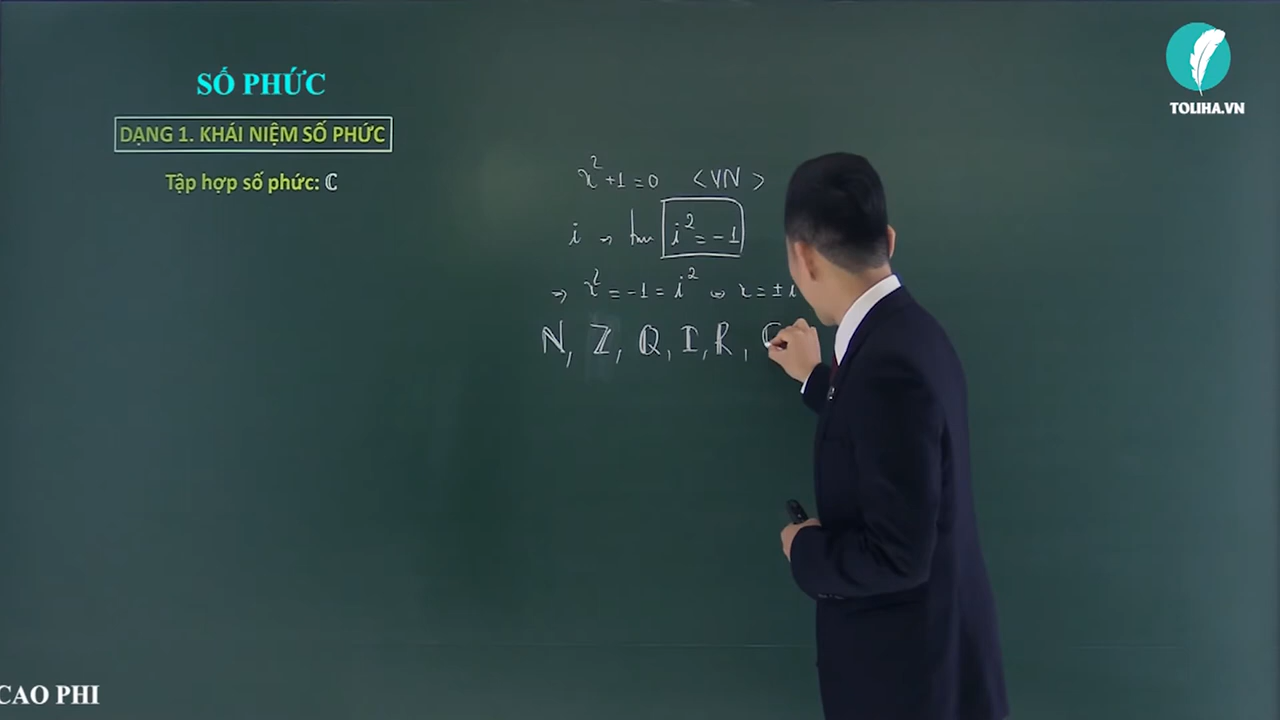 SỐ PHỨC
DẠNG 1. KHÁI NIỆM SỐ PHỨC
Tập hợp số phức: ℂ
x² + 1 = 0 <VN>
i → tm i² = -1
⇒ x² = -1 = i² ⇔ x = ± i
ℕ, ℤ, ℚ, I, ℝ, ℂ
TOLIHA.VN
CAO PHI